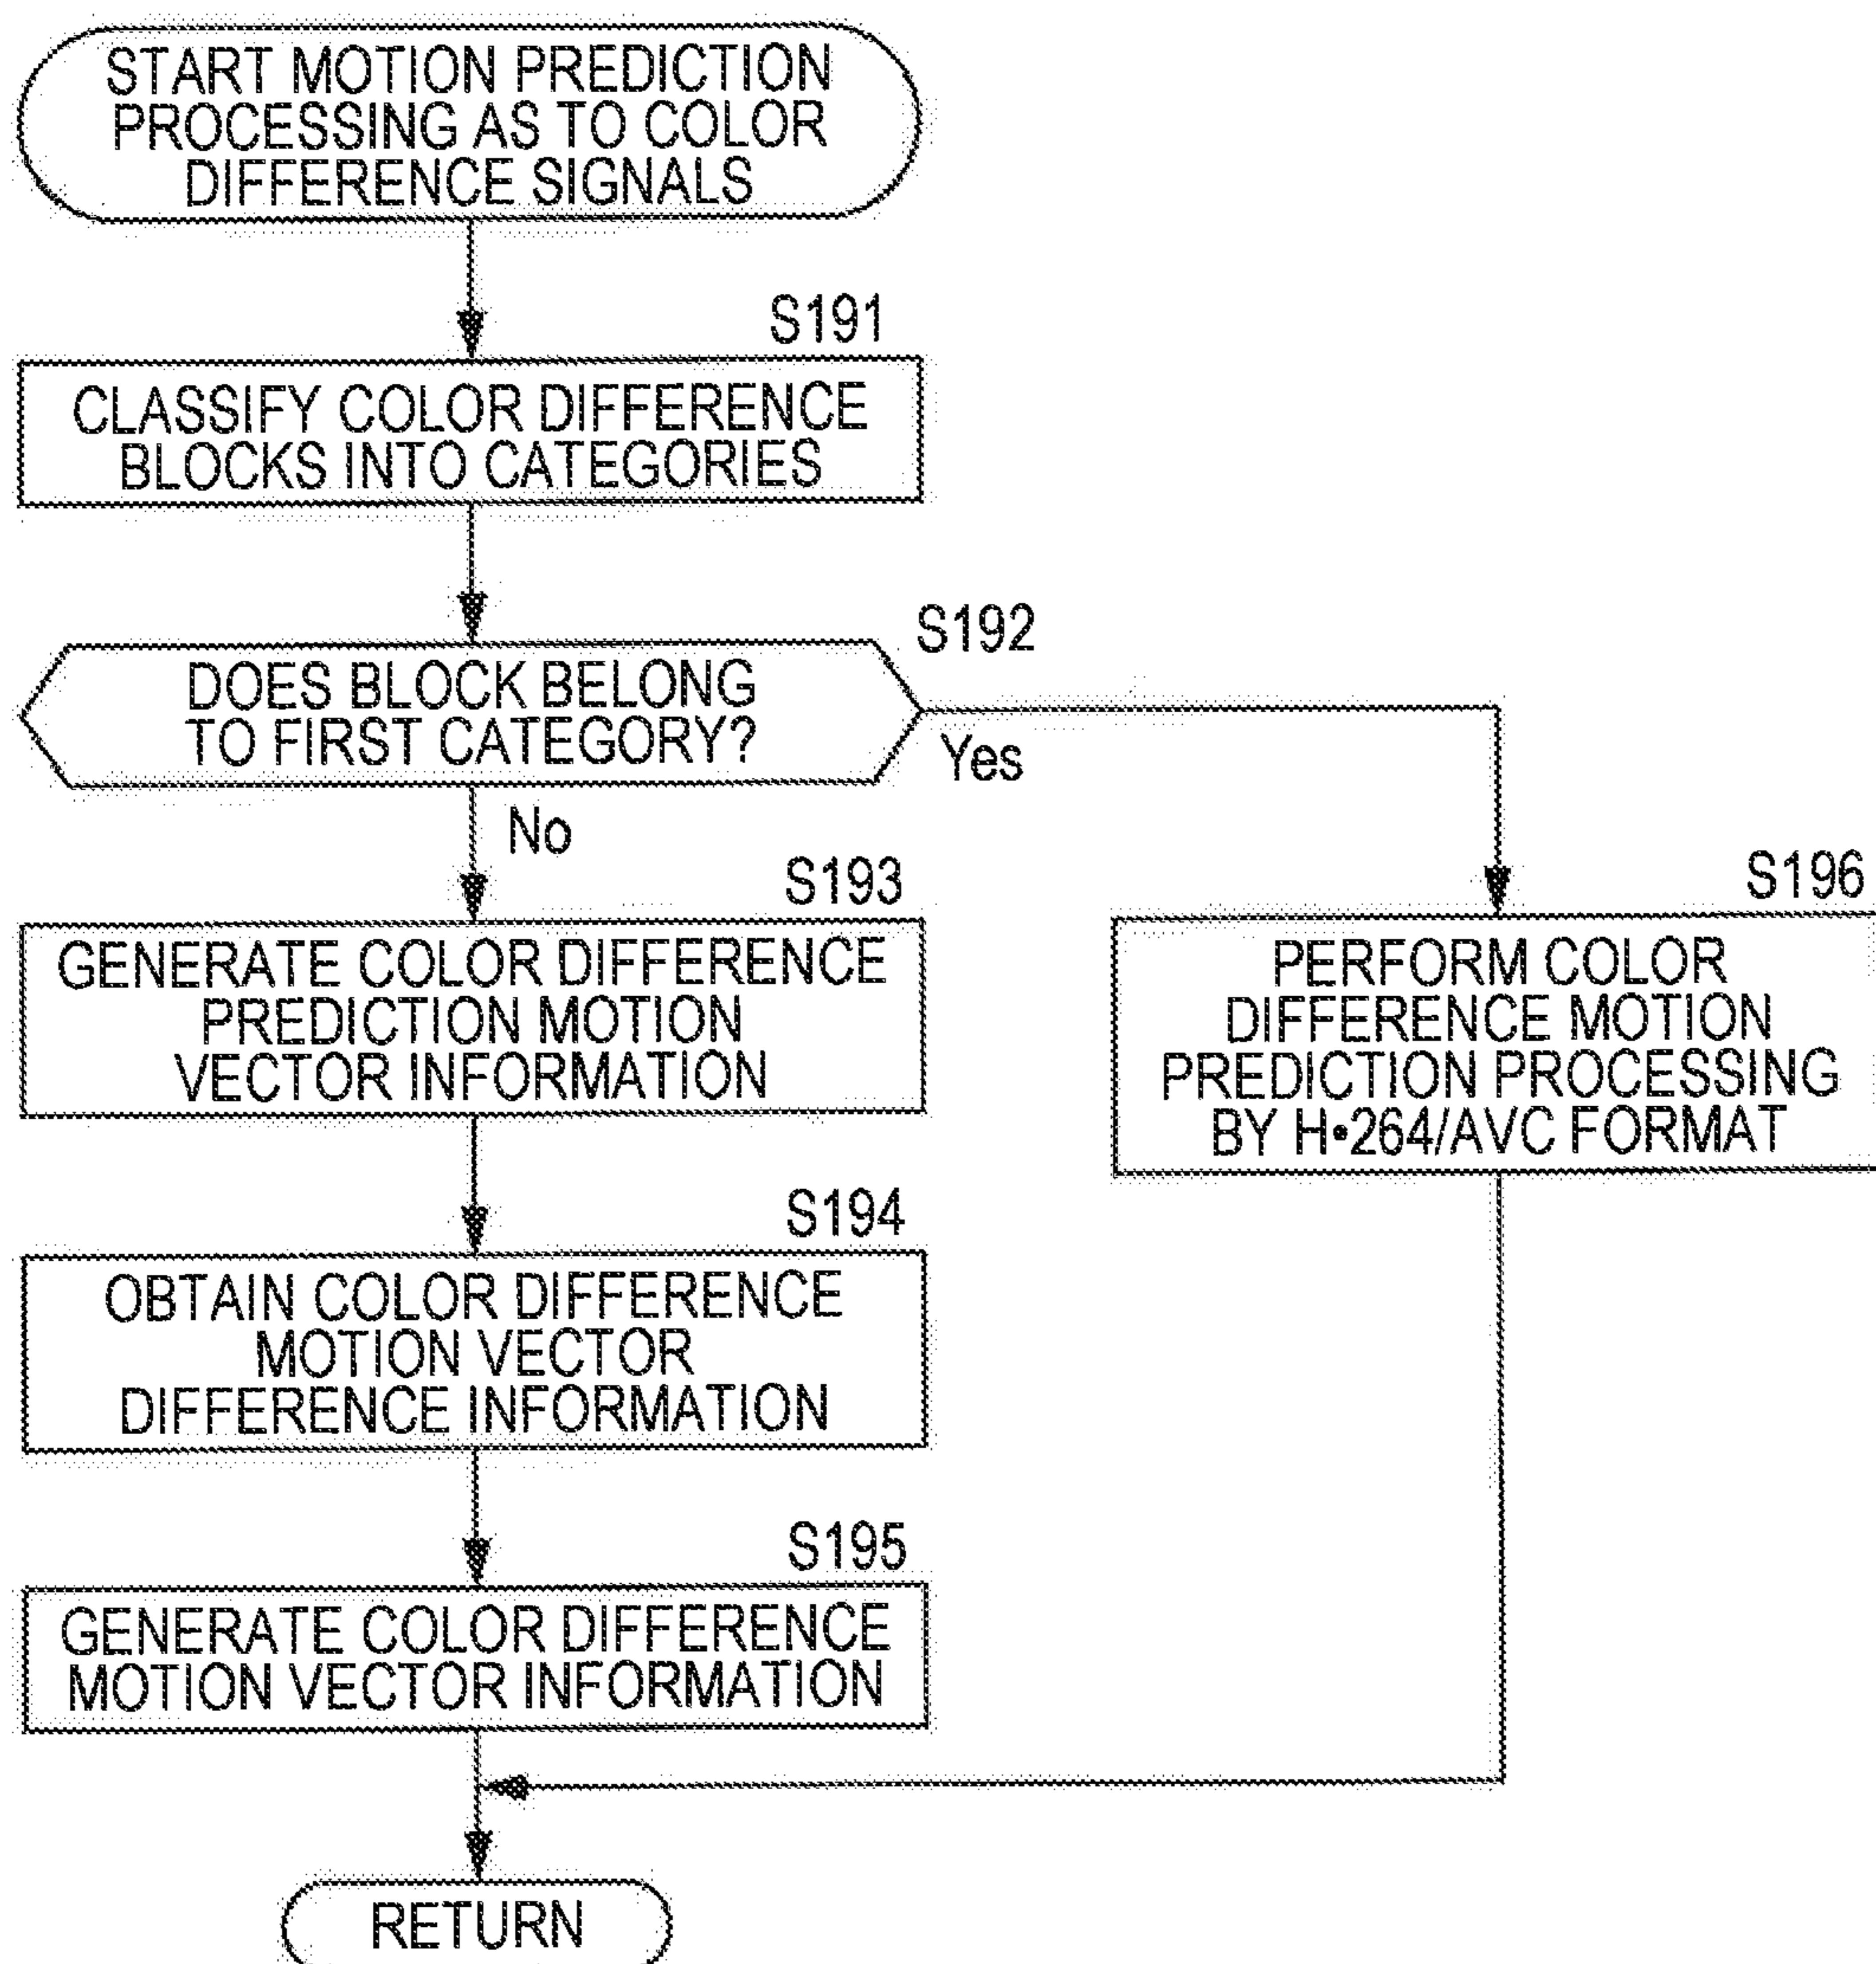 START MOTION PREDICTION
PROCESSING AS TO COLOR
DIFFERENCE SIGNALS
S191
CLASSIFY COLOR DIFFERENCE
BLOCKS INTO CATEGORIES
S192
DOES BLOCK BELONG
TO FIRST CATEGORY?
Yes
No
S193
GENERATE COLOR DIFFERENCE
PREDICTION MOTION
VECTOR INFORMATION
S196
PERFORM COLOR
DIFFERENCE MOTION
PREDICTION PROCESSING
BY H•264/AVC FORMAT
S194
OBTAIN COLOR DIFFERENCE
MOTION VECTOR
DIFFERENCE INFORMATION
S195
GENERATE COLOR DIFFERENCE
MOTION VECTOR INFORMATION
RETURN